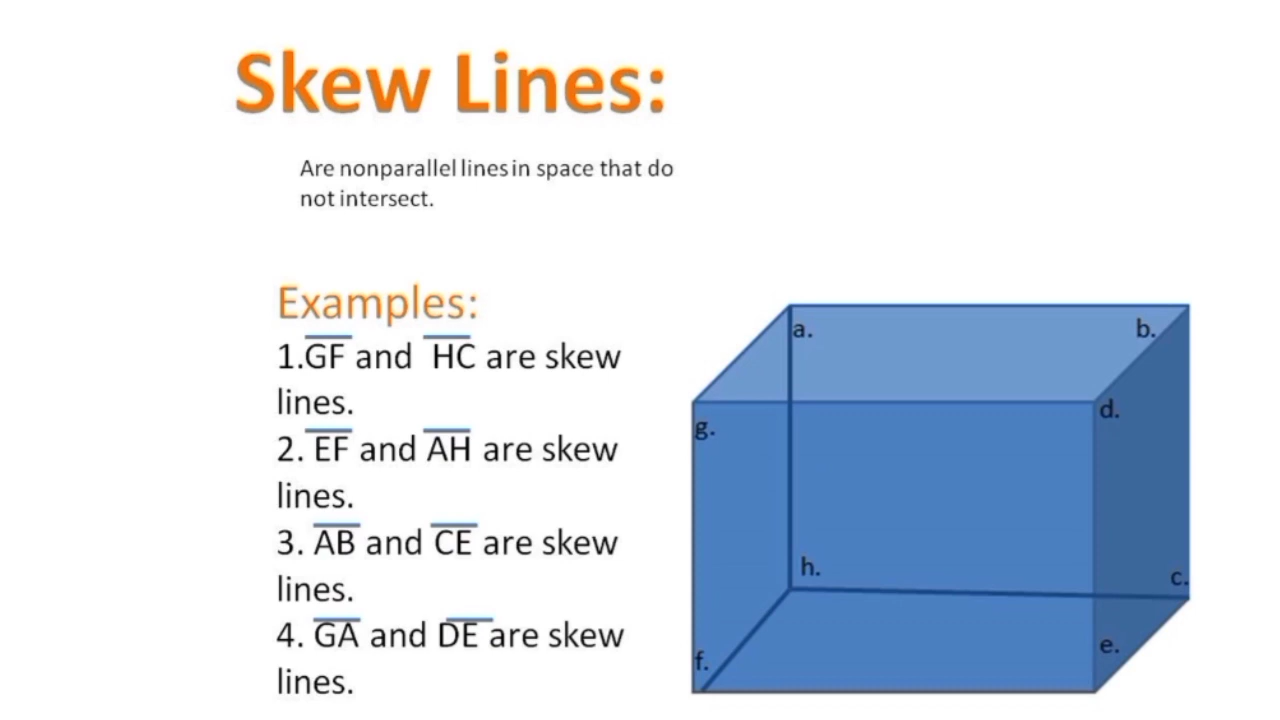 Skew Lines:
Are nonparallel lines in space that do
not intersect.
Examples:
1.GF and HC are skew
lines.
2. EF and AH are skew
lines.
3. AB and CE are skew
lines.
4. GA and DE are skew
lines.
a.
b.
g.
d.
h.
c.
f.
e.